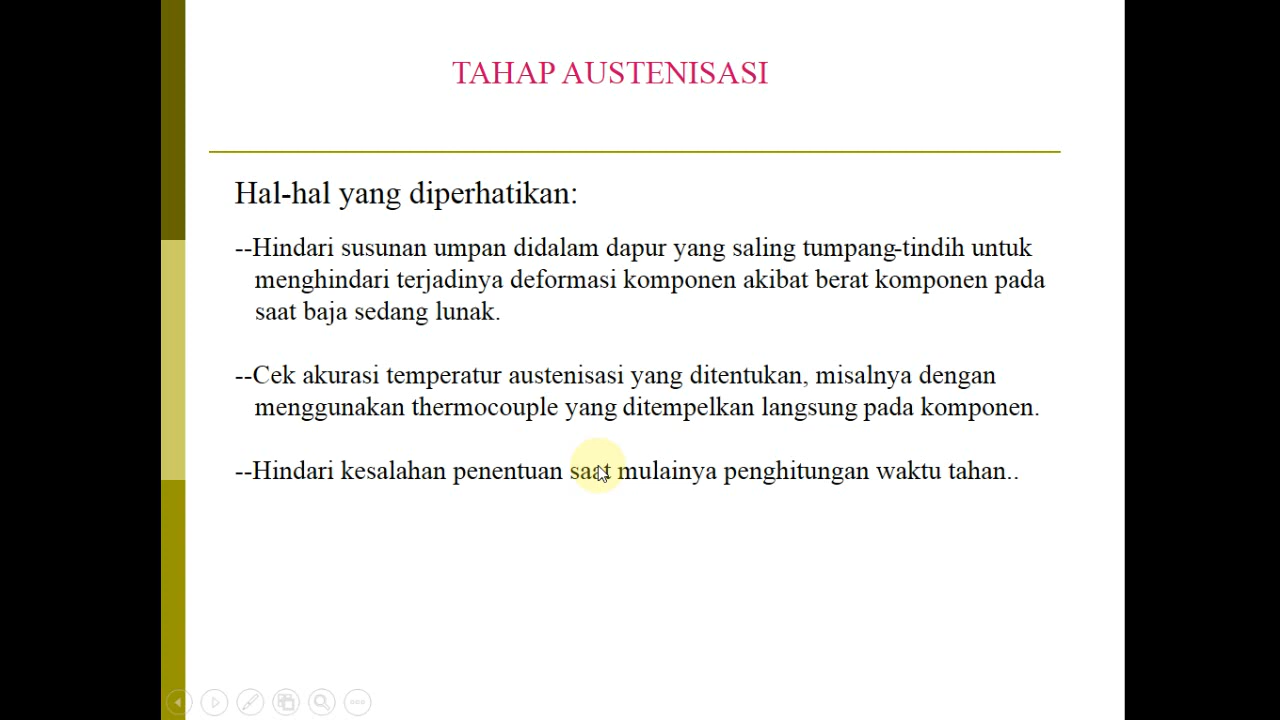 TAHAP AUSTENISASI
Hal-hal yang diperhatikan:
--Hindari susunan umpan didalam dapur yang saling tumpang-tindih untuk
menghindari terjadinya deformasi komponen akibat berat komponen pada
saat baja sedang lunak.
--Cek akurasi temperatur austenisasi yang ditentukan, misalnya dengan
menggunakan thermocouple yang ditempelkan langsung pada komponen.
--Hindari kesalahan penentuan saat mulainya penghitungan waktu tahan..